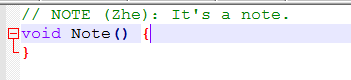 // NOTE (Zhe): It's a note.
void Note() {
}